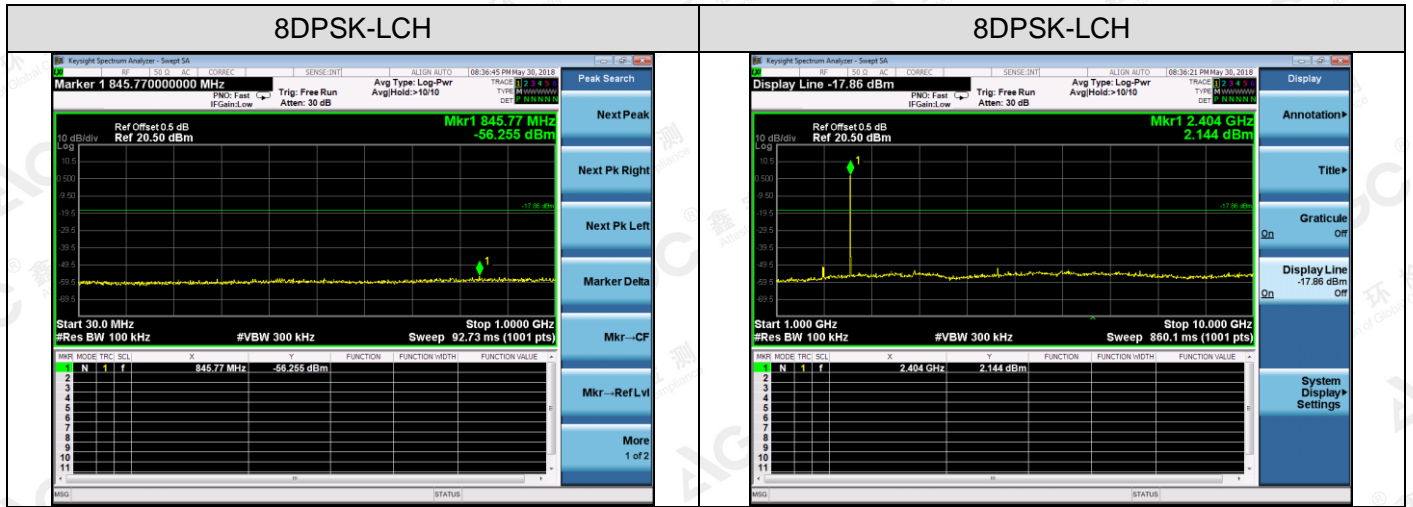 8DPSK-LCH
Keysight Spectrum Analyzer - Swept SA
RF 50 Ω AC CORREC SENSE:INT ALIGN AUTO 08:36:45 PM May 30, 2018
Marker 1 845.770000000 MHz
PNO: Fast
IFGain:Low
Trig: Free Run
Atten: 30 dB
Avg Type: Log-Pwr
Avg|Hold:>10/10
TRACE 1 2 3 4 5 6
TYPE M WWWWW
DET P N N N N N
Ref Offset 0.5 dB
Ref 20.50 dBm
10 dB/div
Log
Mkr1 845.77 MHz
-56.255 dBm
10.5
0.500
-9.50
-19.5
-29.5
-39.5
-49.5
-59.5
-69.5
-17.86 dBm
1
Start 30.0 MHz
Stop 1.0000 GHz
#Res BW 100 kHz #VBW 300 kHz Sweep 92.73 ms (1001 pts)
MKR MODE TRC SCL X Y FUNCTION FUNCTION WIDTH FUNCTION VALUE
1 N 1 f 845.77 MHz -56.255 dBm
2
3
4
5
6
7
8
9
10
11
MSG STATUS
Peak Search
Next Peak
Next Pk Right
Next Pk Left
Marker Delta
Mkr→CF
Mkr→Ref Lvl
More
1 of 2
8DPSK-LCH
Keysight Spectrum Analyzer - Swept SA
RF 50 Ω AC CORREC SENSE:INT ALIGN AUTO 08:36:21 PM May 30, 2018
Display Line -17.86 dBm
PNO: Fast
IFGain:Low
Trig: Free Run
Atten: 30 dB
Avg Type: Log-Pwr
Avg|Hold:>10/10
TRACE 1 2 3 4 5 6
TYPE M WWWWW
DET P N N N N N
Ref Offset 0.5 dB
Ref 20.50 dBm
10 dB/div
Log
Mkr1 2.404 GHz
2.144 dBm
10.5
0.500
-9.50
-19.5
-29.5
-39.5
-49.5
-59.5
-69.5
-17.86 dBm
1
Start 1.000 GHz
Stop 10.000 GHz
#Res BW 100 kHz #VBW 300 kHz Sweep 860.1 ms (1001 pts)
MKR MODE TRC SCL X Y FUNCTION FUNCTION WIDTH FUNCTION VALUE
1 N 1 f 2.404 GHz 2.144 dBm
2
3
4
5
6
7
8
9
10
11
MSG STATUS
Display
Annotation
Title
Graticule
On Off
Display Line
-17.86 dBm
On Off
System
Display
Settings